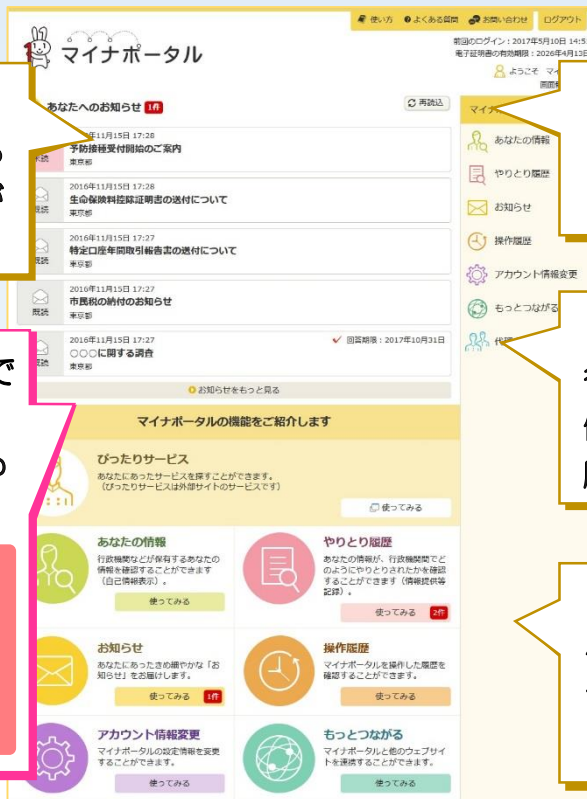 使い方 よくある質問 お問い合わせ ログアウト
マイナポータル
前回のログイン：2017年5月10日 14:5
電子証明書の有効期限：2026年4月13日
ようこそ マイ
あなたへのお知らせ 1件
再読込
年11月15日 17:28
予防接種受付開始のご案内
東京都
2016年11月15日 17:28
生命保険料控除証明書の送付について
東京都
既読
2016年11月15日 17:27
特定口座年間取引報告書の送付について
東京都
既読
2016年11月15日 17:27
市民税の納付のお知らせ
東京都
既読
2016年11月15日 17:27
○○○に関する調査
東京都
回答期限：2017年10月31日
お知らせをもっと見る
あなたの情報
やりとり履歴
お知らせ
操作履歴
アカウント情報変更
もっとつながる
が
で
の
マイナポータルの機能をご紹介します
ぴったりサービス
あなたにあったサービスを探すことができます。
（ぴったりサービスは外部サイトのサービスです）
使ってみる
あなたの情報
行政機関などが保有するあなたの
情報を確認することができます
（自己情報表示）。
使ってみる
やりとり履歴
あなたの情報が、行政機関間でど
のようにやりとりされたかを確認
することができます（情報提供等
記録）。
使ってみる 2件
お知らせ
あなたにあったきめ細やかな「お
知らせ」をお届けします。
使ってみる 1件
操作履歴
マイナポータルを操作した履歴を
確認することができます。
使ってみる
アカウント情報変更
マイナポータルの設定情報を変更
することができます。
使ってみる
もっとつながる
マイナポータルと他のウェブサイ
トを連携することができます。
使ってみる